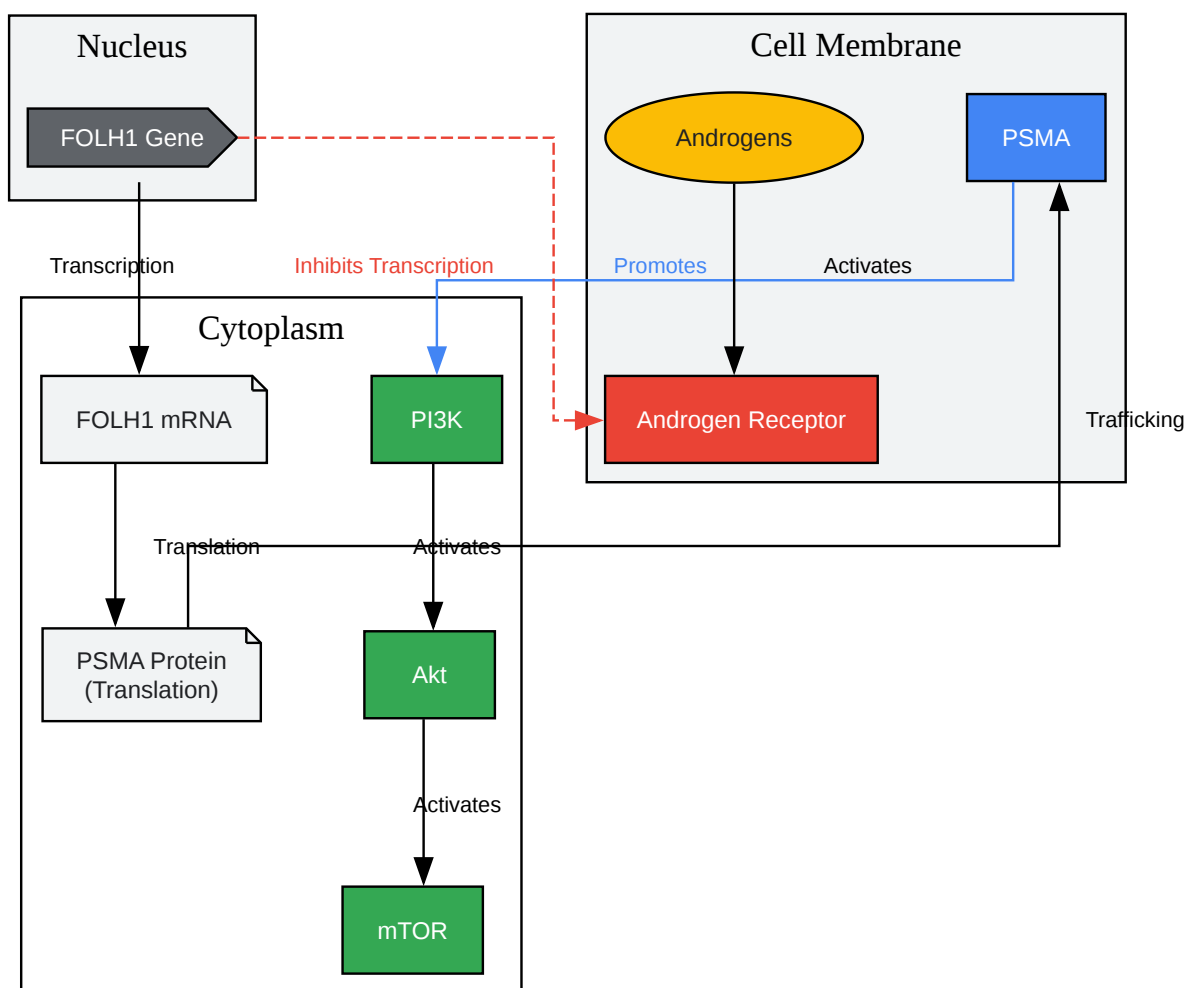 Nucleus
Cell Membrane
FOLH1 Gene
Androgens
PSMA
Transcription
Inhibits Transcription
Promotes
Activates
Cytoplasm
FOLH1 mRNA
PI3K
Androgen Receptor
Trafficking
Translation
Activates
PSMA Protein
(Translation)
Akt
Activates
mTOR